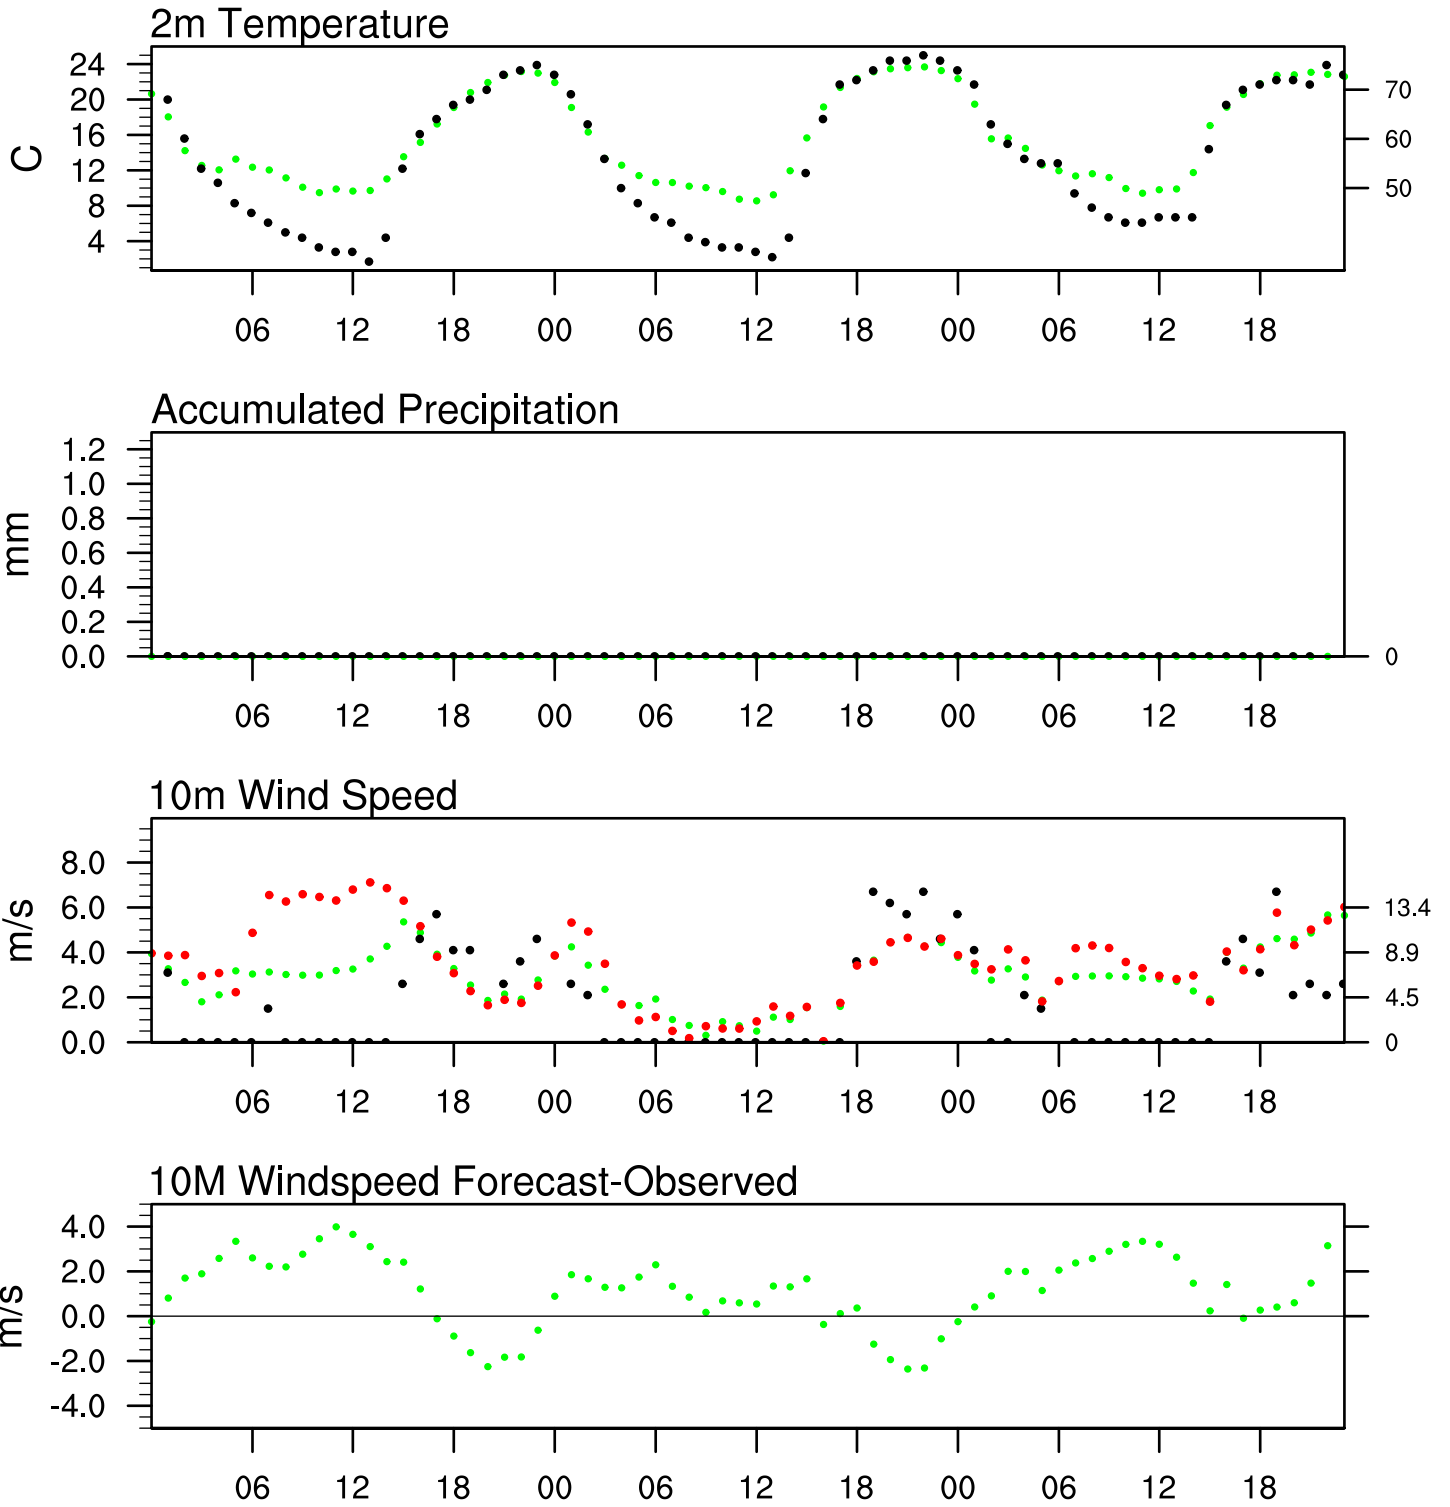 2m Temperature
24
20
16
12
8
4
C
70
60
50
06 12 18 00 06 12 18 00 06 12 18
Accumulated Precipitation
1.2
1.0
0.8
0.6
0.4
0.2
0.0
mm
0
06 12 18 00 06 12 18 00 06 12 18
10m Wind Speed
8.0
6.0
4.0
2.0
0.0
m/s
13.4
8.9
4.5
0
06 12 18 00 06 12 18 00 06 12 18
10M Windspeed Forecast-Observed
4.0
2.0
0.0
-2.0
-4.0
m/s
06 12 18 00 06 12 18 00 06 12 18